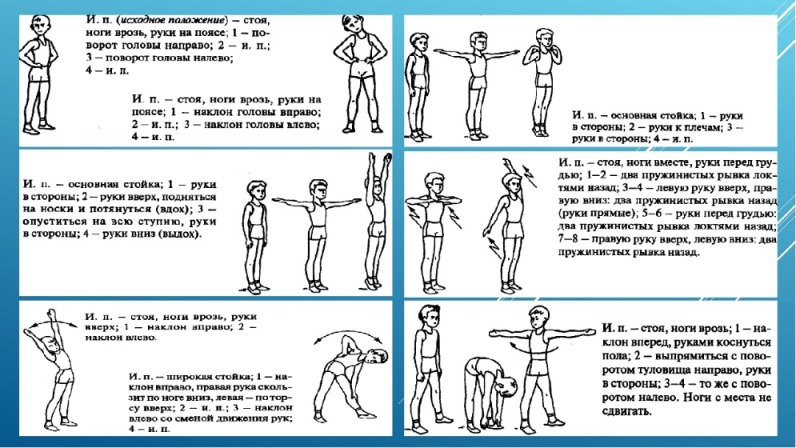 И. п. (исходное положение) – стоя,
ноги врозь, руки на поясе; 1 – по-
ворот головы направо; 2 – и. п.;
3 – поворот головы налево;
4 – и. п.
И. п. – стоя, ноги врозь, руки на
поясе; 1 – наклон головы вправо;
2 – и. п.; 3 – наклон головы влево;
4 – и. п.
И. п. – основная стойка; 1 – руки
в стороны; 2 – руки к плечам; 3 –
руки в стороны; 4 – и. п.
И. п. – основная стойка; 1 – руки
в стороны; 2 – руки вверх, подняться
на носки и потянуться (вдох); 3 –
опуститься на всю ступню, руки
в стороны; 4 – руки вниз (выдох).
И. п. – стоя, ноги вместе, руки перед гру-
дью; 1–2 – два пружинистых рывка лок-
тями назад; 3–4 – левую руку вверх, пра-
вую вниз: два пружинистых рывка назад
(руки прямые); 5–6 – руки перед грудью:
два пружинистых рывка локтями назад;
7–8 – правую руку вверх, левую вниз: два
пружинистых рывка назад.
И. п. – стоя, ноги врозь, руки
вверх; 1 – наклон вправо; 2 –
наклон влево.
И. п. – широкая стойка; 1 – на-
клон вправо, правая рука сколь-
зит по ноге вниз, левая – по тор-
су вверх; 2 – и. п.; 3 – наклон
влево со сменой движения рук;
4 – и. п.
И. п. – стоя, ноги врозь; 1 – на-
клон вперед, руками коснуться
пола; 2 – выпрямиться с пово-
ротом туловища направо, руки
в стороны; 3–4 – то же с пово-
ротом налево. Ноги с места не
сдвигать.